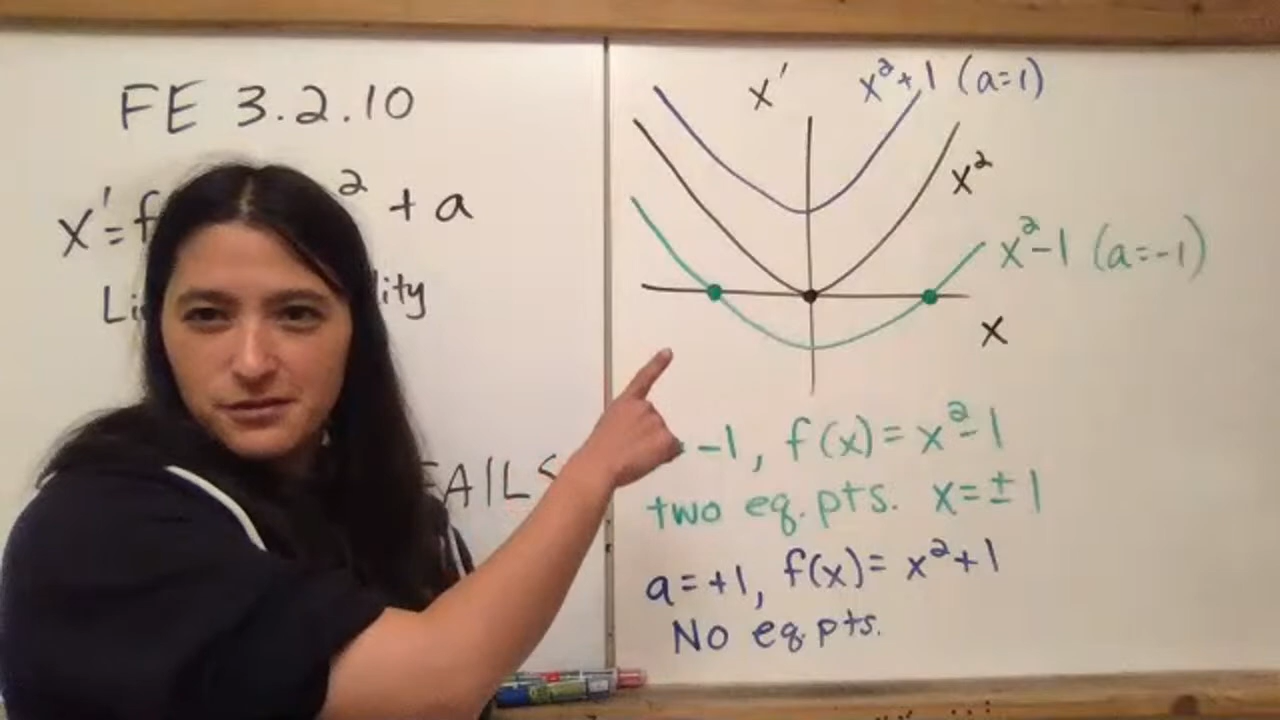 FE 3.2.10
x'=f ² + a
FAILS
x'
x²+1 (a=1)
x²
x²-1 (a=-1)
x
-1, f(x)= x²-1
two eq. pts. x=±1
a=+1, f(x)= x²+1
No eq.pts.